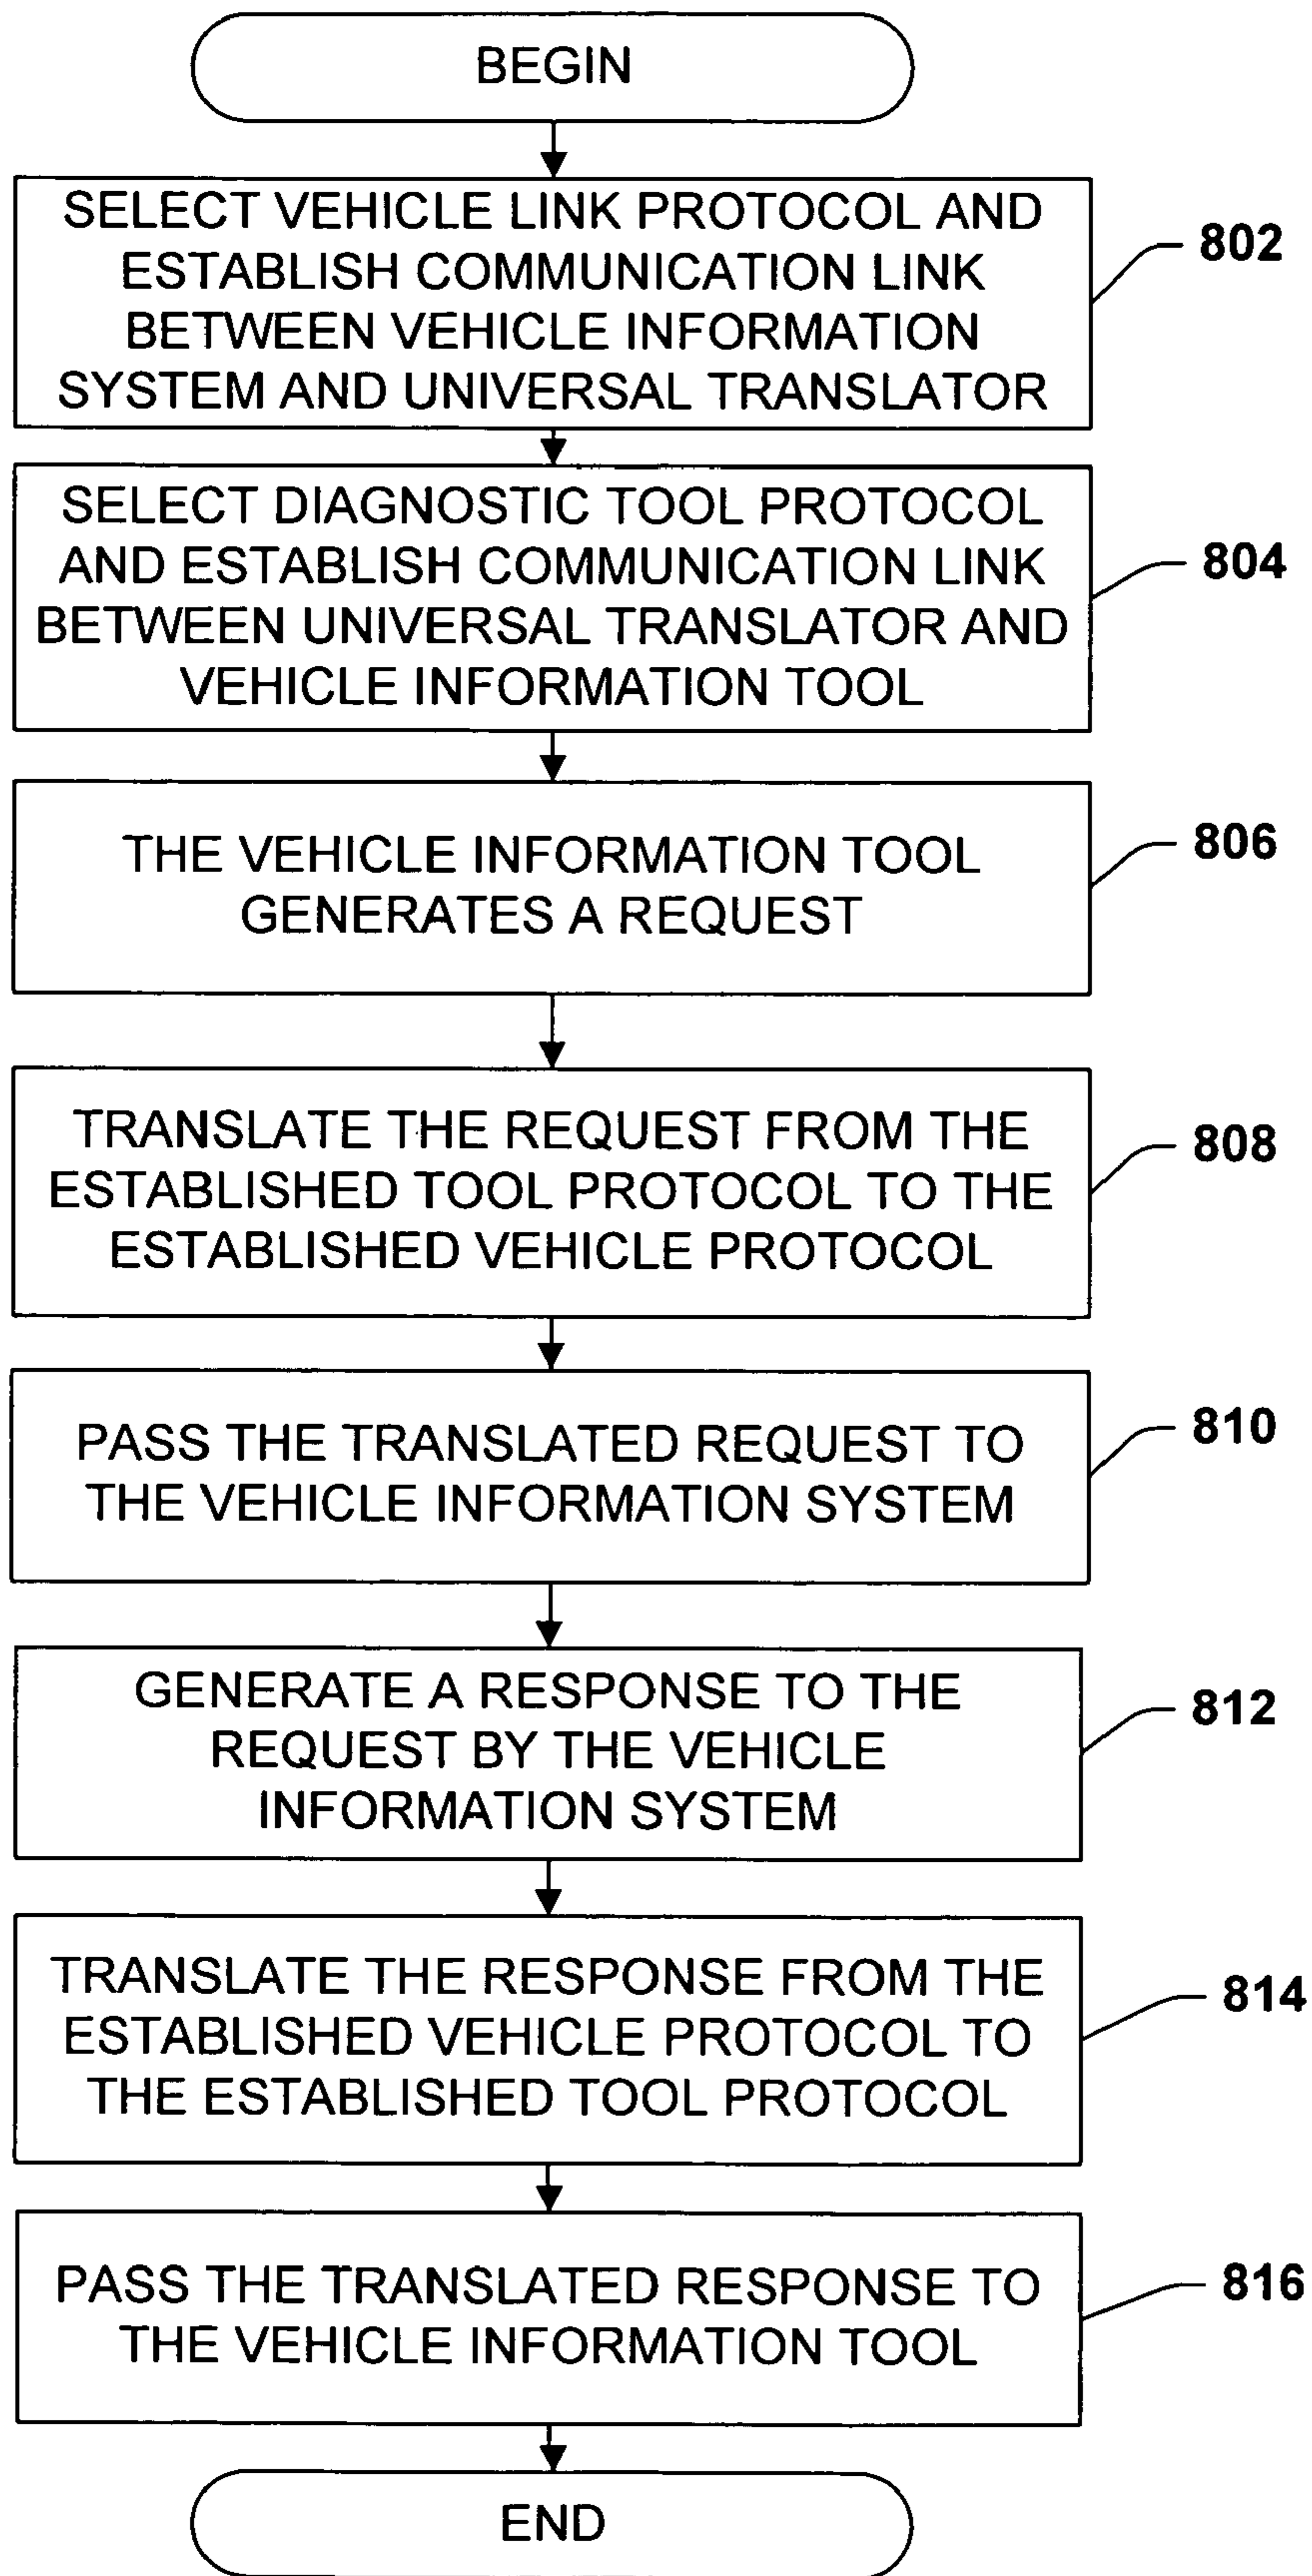 BEGIN
SELECT VEHICLE LINK PROTOCOL AND
ESTABLISH COMMUNICATION LINK
BETWEEN VEHICLE INFORMATION
SYSTEM AND UNIVERSAL TRANSLATOR
802
SELECT DIAGNOSTIC TOOL PROTOCOL
AND ESTABLISH COMMUNICATION LINK
BETWEEN UNIVERSAL TRANSLATOR AND
VEHICLE INFORMATION TOOL
804
THE VEHICLE INFORMATION TOOL
GENERATES A REQUEST
806
TRANSLATE THE REQUEST FROM THE
ESTABLISHED TOOL PROTOCOL TO THE
ESTABLISHED VEHICLE PROTOCOL
808
PASS THE TRANSLATED REQUEST TO
THE VEHICLE INFORMATION SYSTEM
810
GENERATE A RESPONSE TO THE
REQUEST BY THE VEHICLE
INFORMATION SYSTEM
812
TRANSLATE THE RESPONSE FROM THE
ESTABLISHED VEHICLE PROTOCOL TO
THE ESTABLISHED TOOL PROTOCOL
814
PASS THE TRANSLATED RESPONSE TO
THE VEHICLE INFORMATION TOOL
816
END